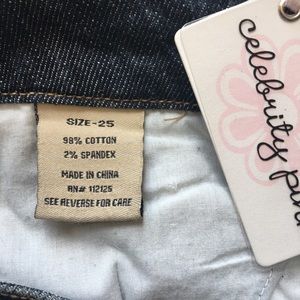 SIZE-25
98% COTTON
2% SPANDEX
MADE IN CHINA
RN# 112125
SEE REVERSE FOR CARE
celebrity pin